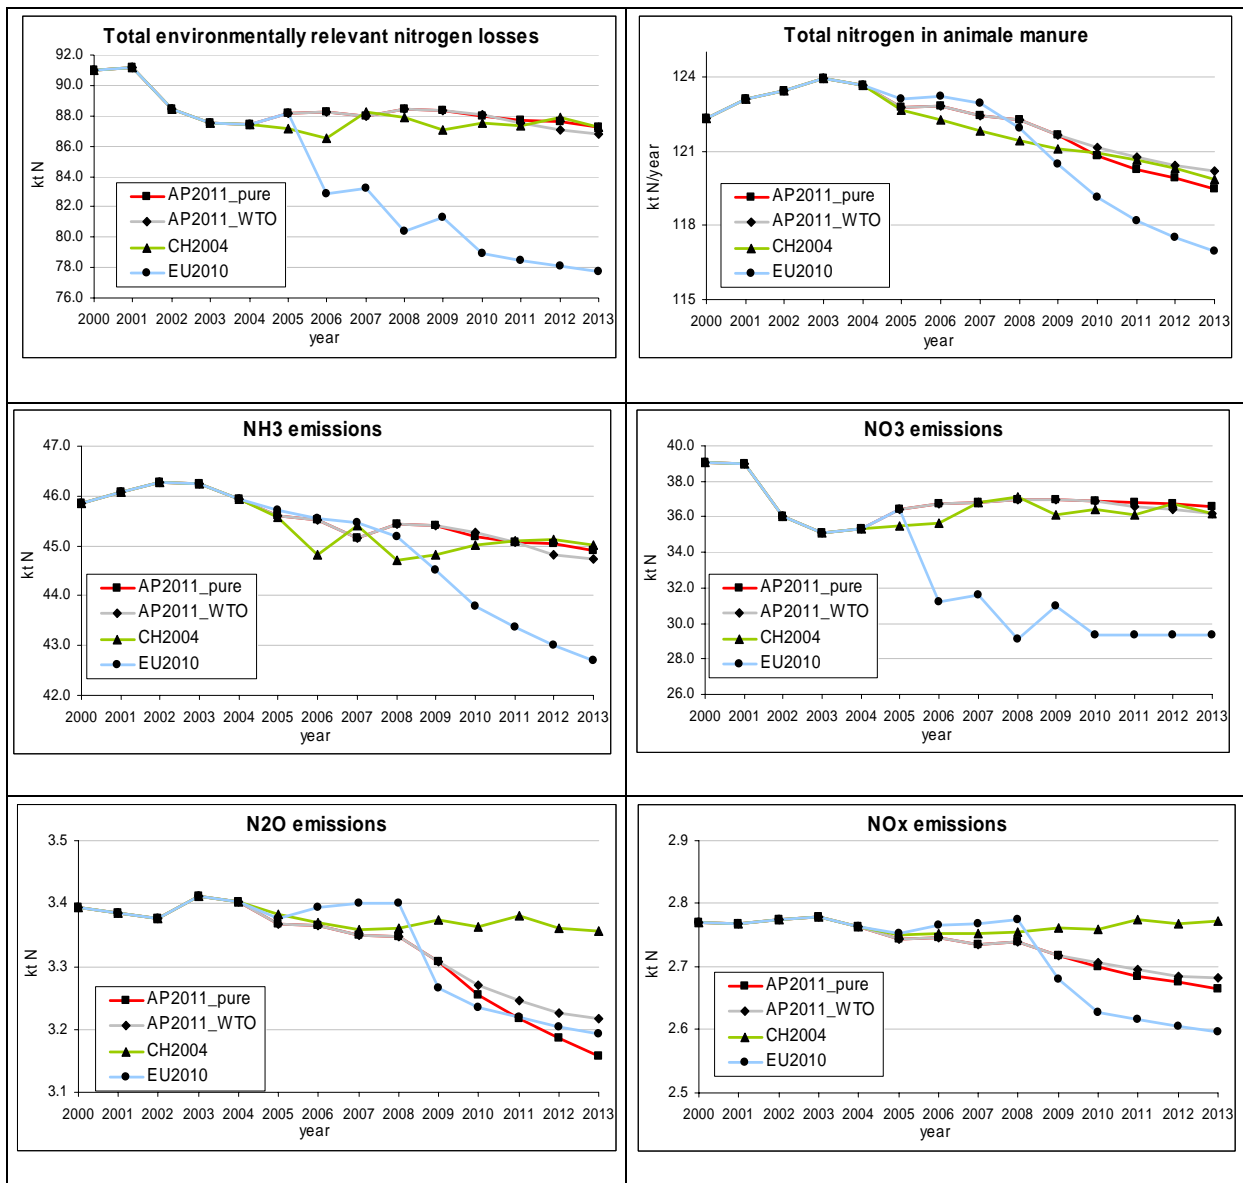 Total environmentally relevant nitrogen losses
92.0
90.0
88.0
86.0
84.0
82.0
80.0
78.0
76.0
kt N
AP2011_pure
AP2011_WTO
CH2004
EU2010
2000 2001 2002 2003 2004 2005 2006 2007 2008 2009 2010 2011 2012 2013
year
Total nitrogen in animale manure
124
121
118
115
kt N/year
AP2011_pure
AP2011_WTO
CH2004
EU2010
2000 2001 2002 2003 2004 2005 2006 2007 2008 2009 2010 2011 2012 2013
year
NH3 emissions
47.0
46.0
45.0
44.0
43.0
42.0
kt N
AP2011_pure
AP2011_WTO
CH2004
EU2010
2000 2001 2002 2003 2004 2005 2006 2007 2008 2009 2010 2011 2012 2013
year
NO3 emissions
40.0
38.0
36.0
34.0
32.0
30.0
28.0
26.0
kt N
AP2011_pure
AP2011_WTO
CH2004
EU2010
2000 2001 2002 2003 2004 2005 2006 2007 2008 2009 2010 2011 2012 2013
year
N2O emissions
3.5
3.4
3.3
3.2
3.1
kt N
AP2011_pure
AP2011_WTO
CH2004
EU2010
2000 2001 2002 2003 2004 2005 2006 2007 2008 2009 2010 2011 2012 2013
year
NOx emissions
2.9
2.8
2.7
2.6
2.5
kt N
AP2011_pure
AP2011_WTO
CH2004
EU2010
2000 2001 2002 2003 2004 2005 2006 2007 2008 2009 2010 2011 2012 2013
year